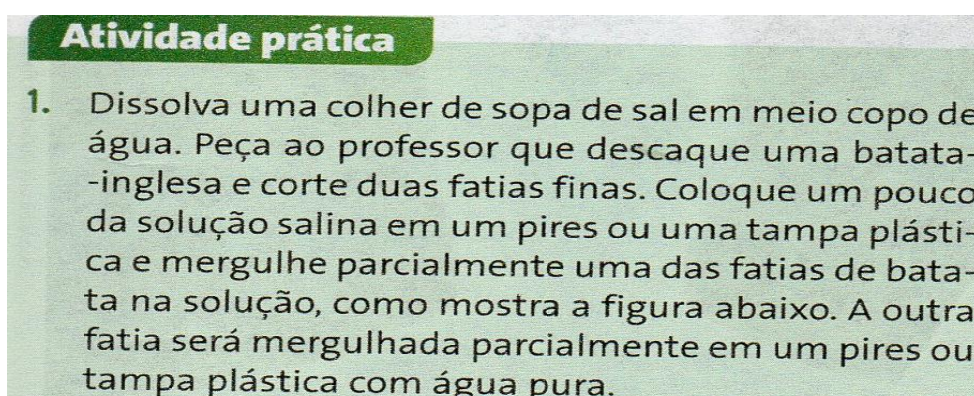 Atividade prática
1. Dissolva uma colher de sopa de sal em meio copo de
água. Peça ao professor que descaque uma batata-
-inglesa e corte duas fatias finas. Coloque um pouco
da solução salina em um pires ou uma tampa plásti-
ca e mergulhe parcialmente uma das fatias de bata-
ta na solução, como mostra a figura abaixo. A outra
fatia será mergulhada parcialmente em um pires ou
tampa plástica com água pura.